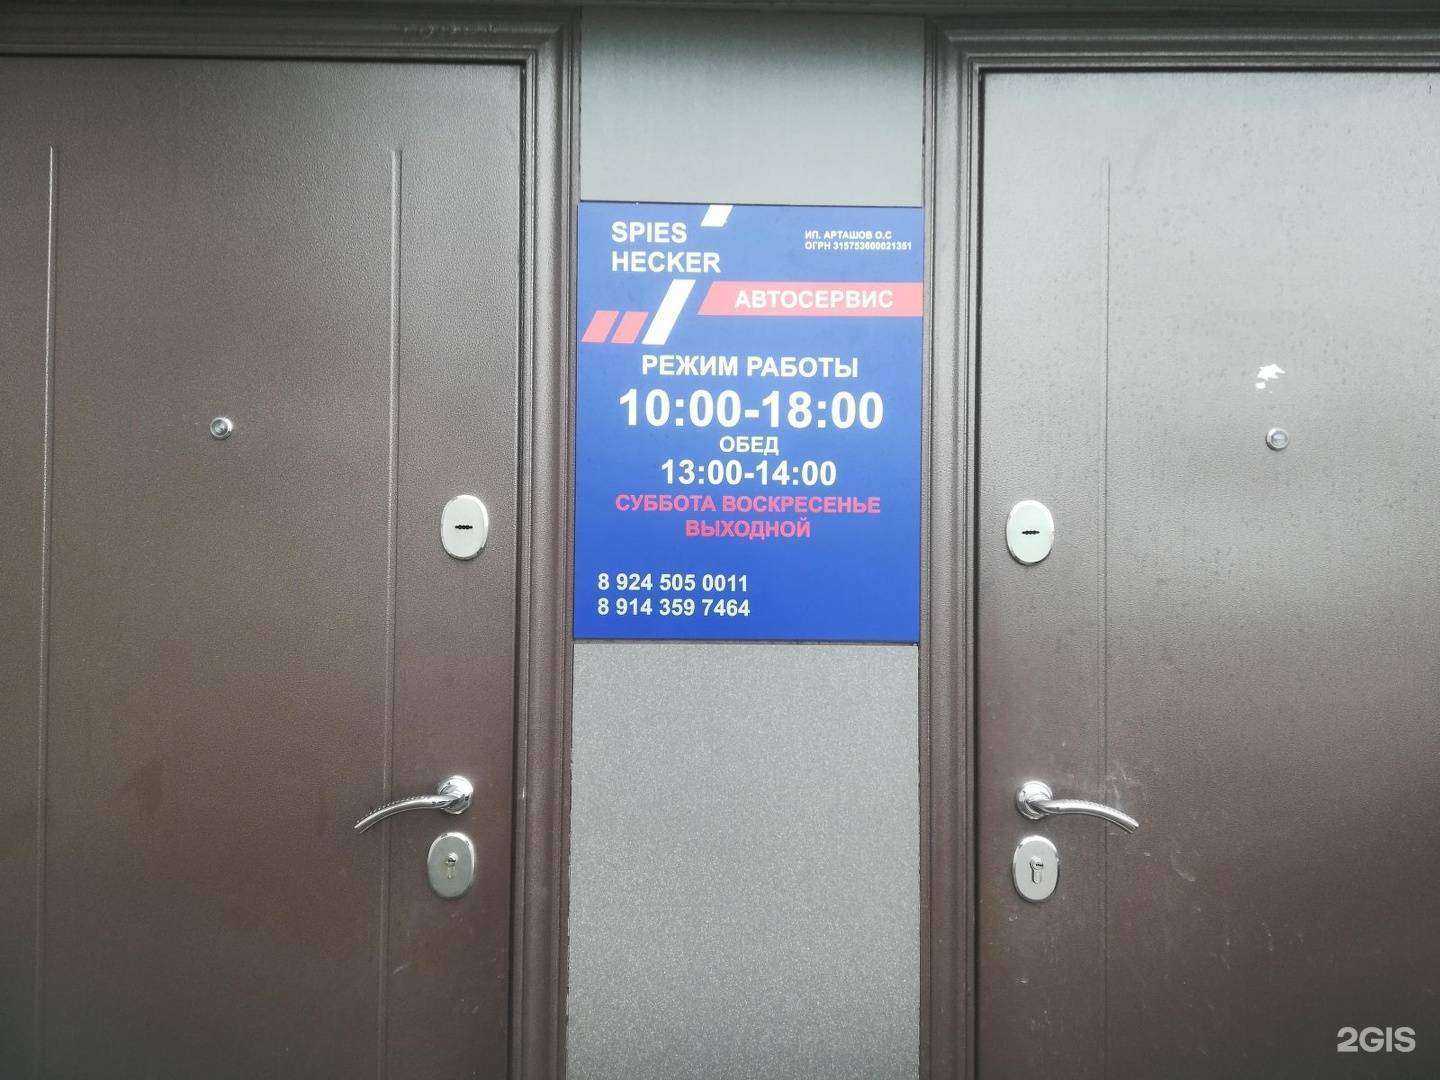 SPIES
HECKER
ИП. АРТАШОВ О.С
ОГРН 315753600021351
АВТОСЕРВИС
РЕЖИМ РАБОТЫ
10:00-18:00
ОБЕД
13:00-14:00
СУББОТА ВОСКРЕСЕНЬЕ
ВЫХОДНОЙ
8 924 505 0011
8 914 359 7464
2GIS